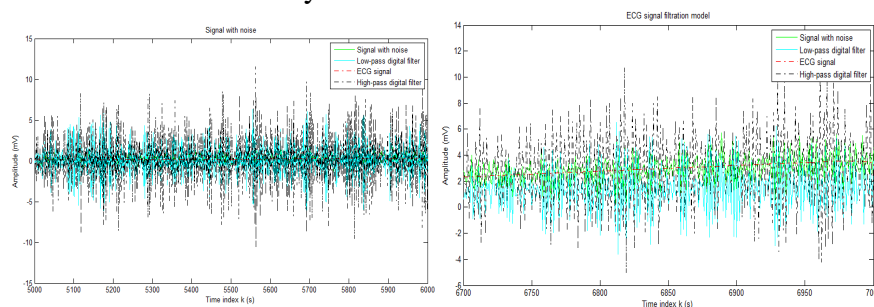 Signal with noise
Amplitude (mV)
15
10
5
0
-5
-10
-15
5000
5100
5200
5300
5400
5500
5600
5700
5800
5900
6000
Time index k (s)
Signal with noise
Low-pass digital filter
ECG signal
High-pass digital filter
ECG signal filtration model
Amplitude (mV)
14
12
10
8
6
4
2
0
-2
-4
-6
6700
6750
6800
6850
6900
6950
Time index k (s)
Signal with noise
Low-pass digital filter
ECG signal
High-pass digital filter